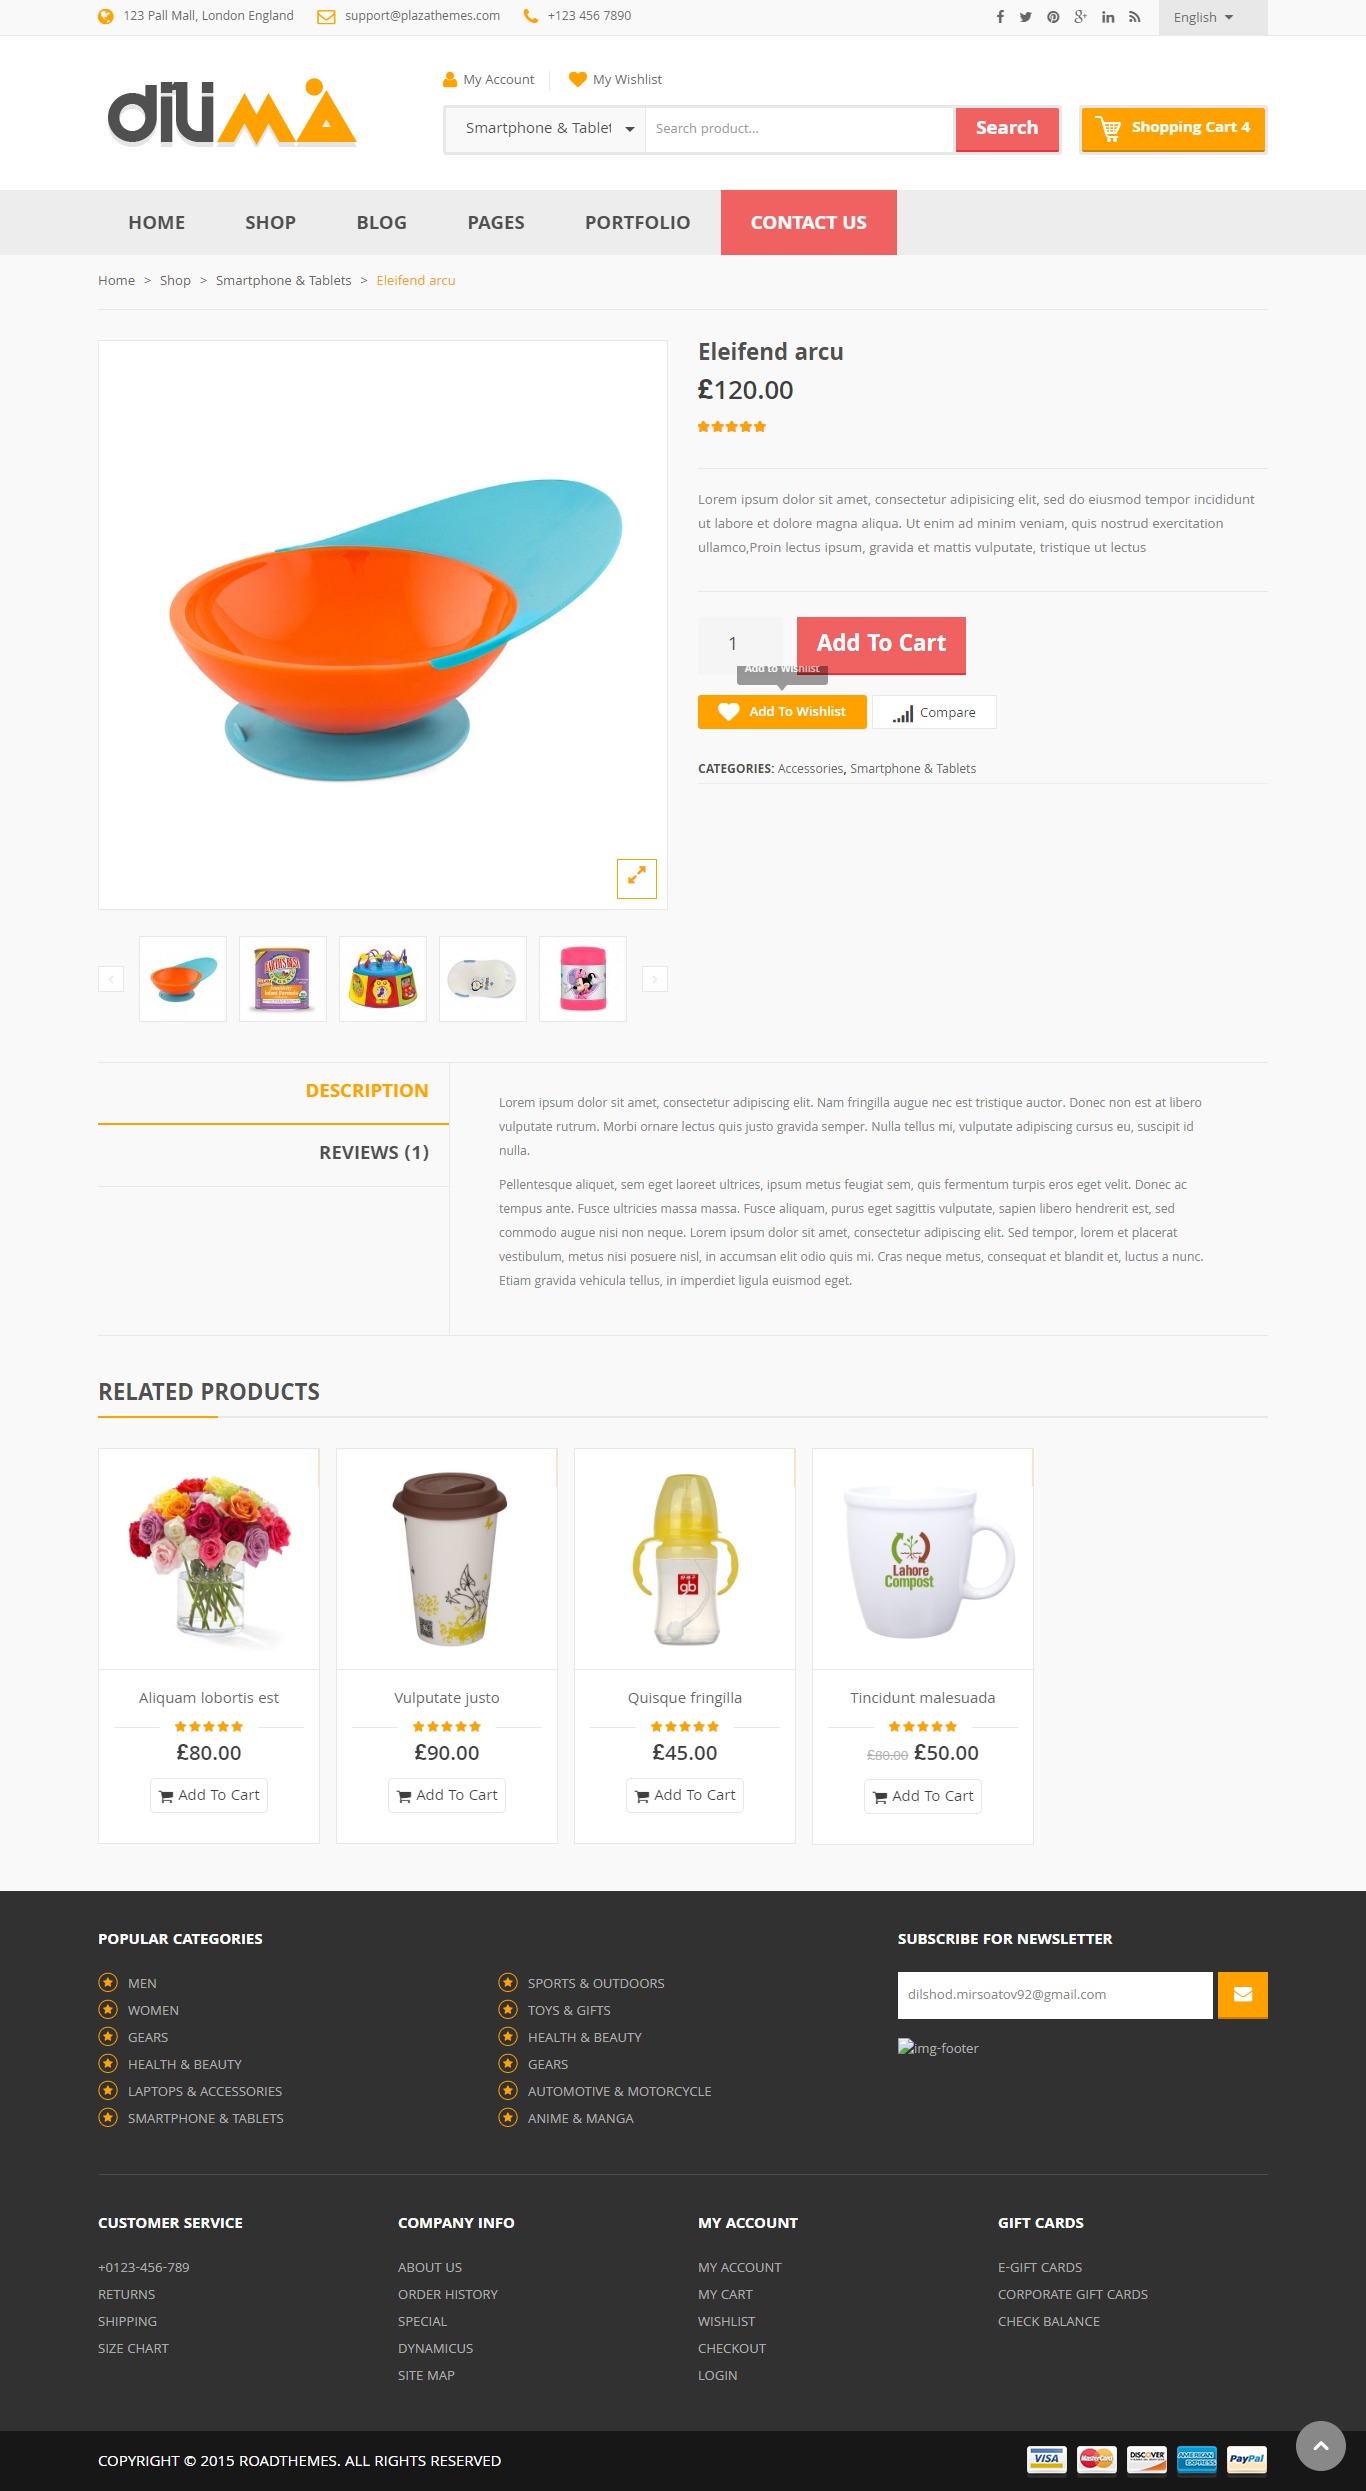 123 Pall Mall, London England support@plazathemes.com +123 456 7890 English
My Account My Wishlist
diliMA
Smartphone & Tablet Search product... Search Shopping Cart 4
HOME SHOP BLOG PAGES PORTFOLIO CONTACT US
Home > Shop > Smartphone & Tablets > Eleifend arcu
Eleifend arcu
£120.00
Lorem ipsum dolor sit amet, consectetur adipisicing elit, sed do eiusmod tempor incididunt
ut labore et dolore magna aliqua. Ut enim ad minim veniam, quis nostrud exercitation
ullamco,Proin lectus ipsum, gravida et mattis vulputate, tristique ut lectus
1 Add To Cart
Add to Wishlist
Add To Wishlist Compare
CATEGORIES: Accessories, Smartphone & Tablets
EARTH'S BEST
Infant Formula
DESCRIPTION
REVIEWS (1)
Lorem ipsum dolor sit amet, consectetur adipiscing elit. Nam fringilla augue nec est tristique auctor. Donec non est at libero
vulputate rutrum. Morbi ornare lectus quis justo gravida semper. Nulla tellus mi, vulputate adipiscing cursus eu, suscipit id
nulla.
Pellentesque aliquet, sem eget laoreet ultrices, ipsum metus feugiat sem, quis fermentum turpis eros eget velit. Donec ac
tempus ante. Fusce ultricies massa massa. Fusce aliquam, purus eget sagittis vulputate, sapien libero hendrerit est, sed
commodo augue nisi non neque. Lorem ipsum dolor sit amet, consectetur adipiscing elit. Sed tempor, lorem et placerat
vestibulum, metus nisi posuere nisl, in accumsan elit odio quis mi. Cras neque metus, consequat et blandit et, luctus a nunc.
Etiam gravida vehicula tellus, in imperdiet ligula euismod eget.
RELATED PRODUCTS
gb
Lahore
Compost
Aliquam lobortis est Vulputate justo Quisque fringilla Tincidunt malesuada
£80.00 £90.00 £45.00 £80.00 £50.00
Add To Cart Add To Cart Add To Cart Add To Cart
POPULAR CATEGORIES SUBSCRIBE FOR NEWSLETTER
MEN SPORTS & OUTDOORS dilshod.mirsoatov92@gmail.com
WOMEN TOYS & GIFTS
GEARS HEALTH & BEAUTY img-footer
HEALTH & BEAUTY GEARS
LAPTOPS & ACCESSORIES AUTOMOTIVE & MOTORCYCLE
SMARTPHONE & TABLETS ANIME & MANGA
CUSTOMER SERVICE COMPANY INFO MY ACCOUNT GIFT CARDS
+0123-456-789 ABOUT US MY ACCOUNT E-GIFT CARDS
RETURNS ORDER HISTORY MY CART CORPORATE GIFT CARDS
SHIPPING SPECIAL WISHLIST CHECK BALANCE
SIZE CHART DYNAMICUS CHECKOUT
SITE MAP LOGIN
COPYRIGHT © 2015 ROADTHEMES. ALL RIGHTS RESERVED VISA MasterCard DISCOVER AMERICAN EXPRESS PayPal